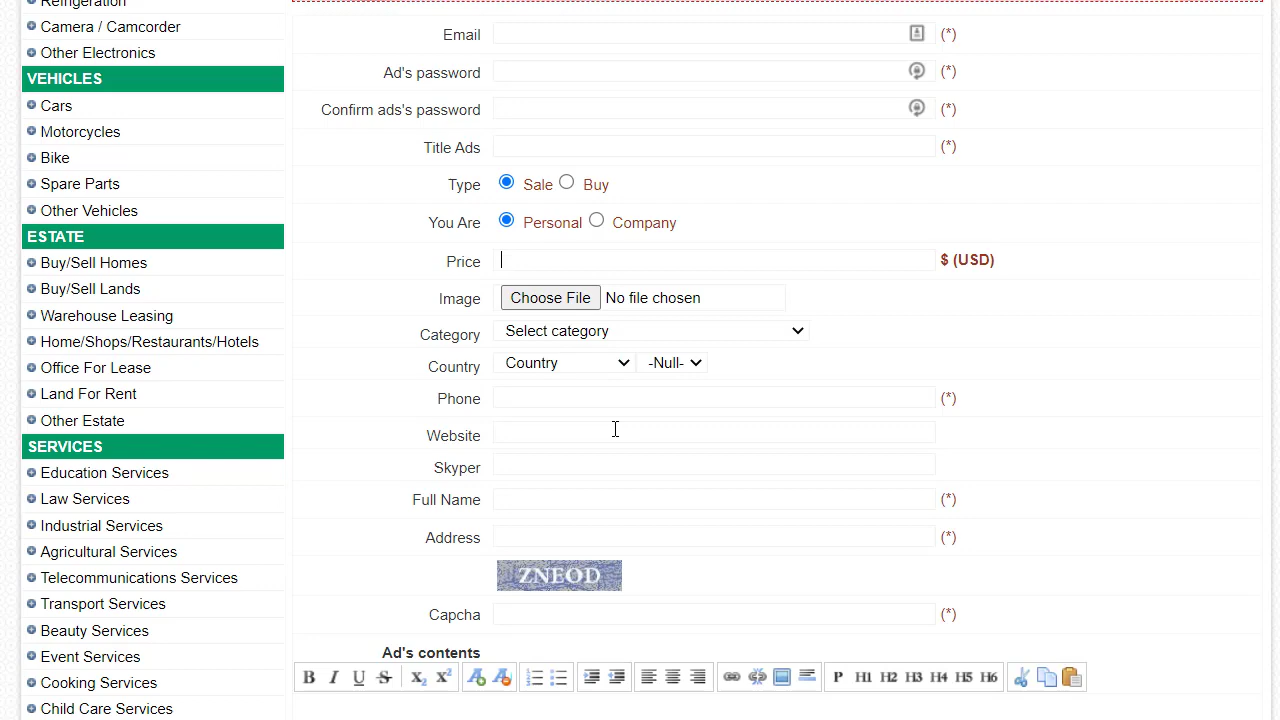 Refrigeration
Camera / Camcorder
Other Electronics
VEHICLES
Cars
Motorcycles
Bike
Spare Parts
Other Vehicles
ESTATE
Buy/Sell Homes
Buy/Sell Lands
Warehouse Leasing
Home/Shops/Restaurants/Hotels
Office For Lease
Land For Rent
Other Estate
SERVICES
Education Services
Law Services
Industrial Services
Agricultural Services
Telecommunications Services
Transport Services
Beauty Services
Event Services
Cooking Services
Child Care Services
Email (*)
Ad's password (*)
Confirm ads's password (*)
Title Ads (*)
Type Sale Buy
You Are Personal Company
Price $ (USD)
Image Choose File No file chosen
Category Select category
Country Country -Null-
Phone (*)
Website
Skyper
Full Name (*)
Address (*)
ZNEOD
Capcha (*)
Ad's contents
B I U S X2 X2 A A P H1 H2 H3 H4 H5 H6